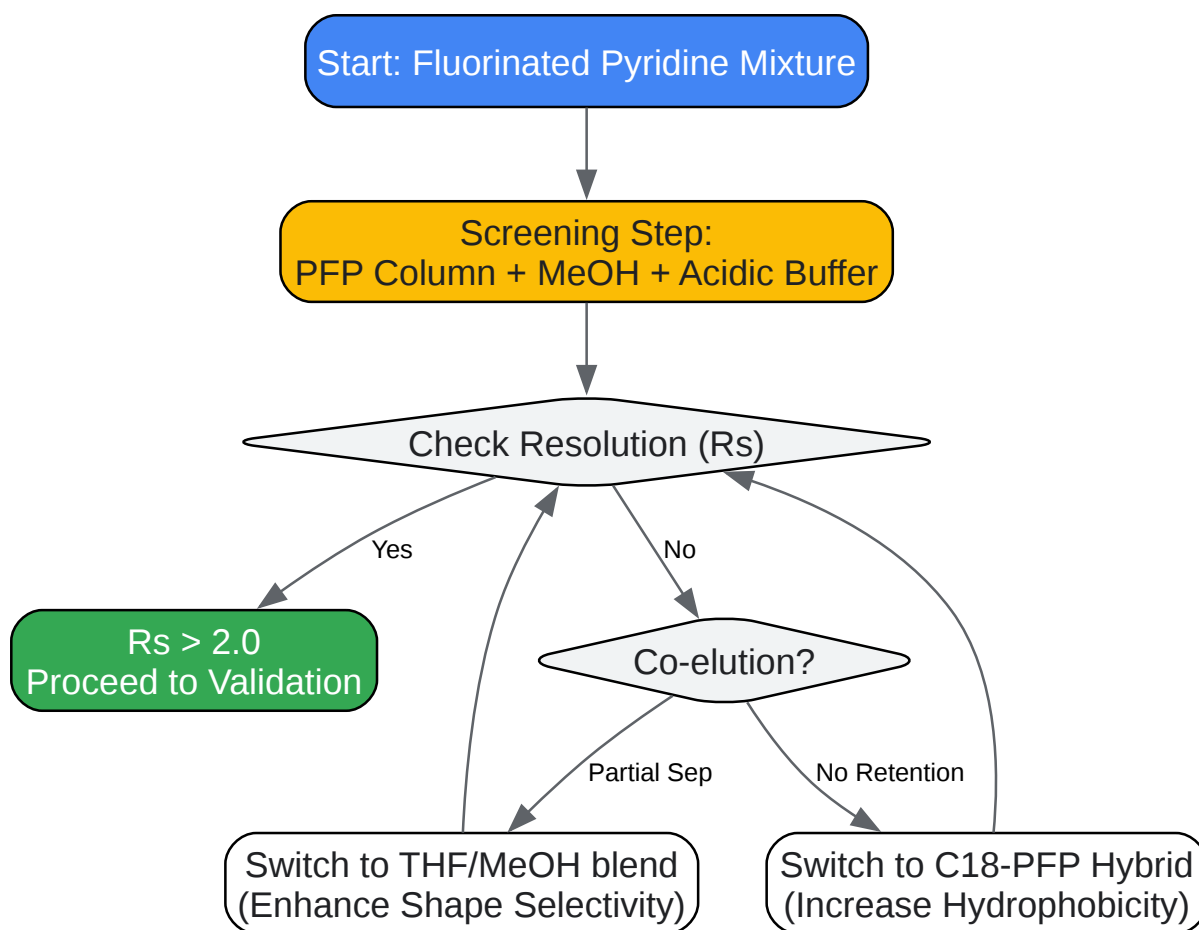 Start: Fluorinated Pyridine Mixture
Screening Step:
PFP Column + MeOH + Acidic Buffer
Check Resolution (Rs)
Yes
No
Rs > 2.0
Proceed to Validation
Co-elution?
Partial Sep
No Retention
Switch to THF/MeOH blend
(Enhance Shape Selectivity)
Switch to C18-PFP Hybrid
(Increase Hydrophobicity)